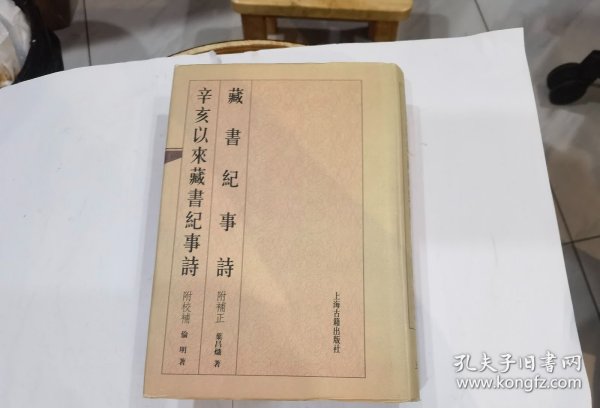 藏書紀事詩 附補正 葉昌熾 著
辛亥以來藏書紀事詩 附校補 倫明 著
上海古籍出版社
孔夫子旧书网
www.kongfz.com